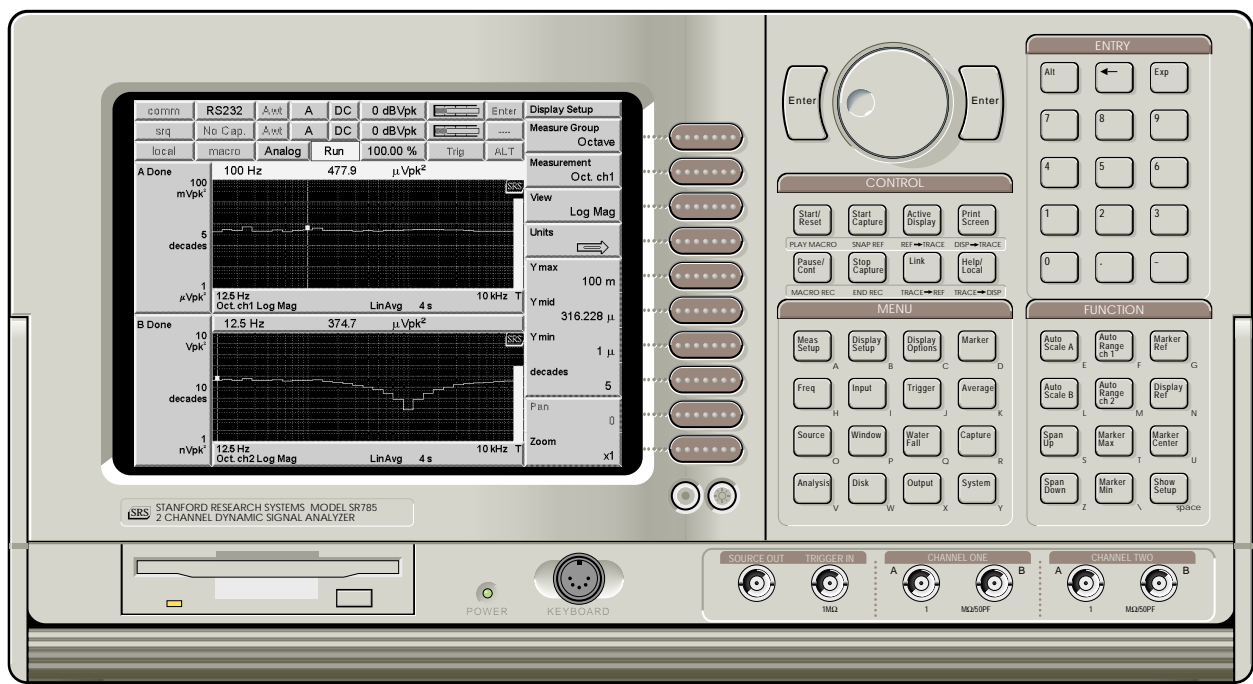 comm RS232 Awt A DC 0 dBVpk Enter
srq No Cap. Awt A DC 0 dBVpk ----
local macro Analog Run 100.00 % Trig ALT
A Done 100 Hz 477.9 µVpk²
100
mVpk²
SRS
5
decades
1
µVpk²
12.5 Hz 10 kHz T
Oct. ch1 Log Mag LinAvg 4 s
B Done 12.5 Hz 374.7 µVpk²
10
Vpk²
SRS
10
decades
1
nVpk²
12.5 Hz 10 kHz T
Oct. ch2 Log Mag LinAvg 4 s
Display Setup
Measure Group
Octave
Measurement
Oct. ch1
View
Log Mag
Units
Y max
100 m
Y mid
316.228 µ
Y min
1 µ
decades
5
Pan
0
Zoom
x1
SRS STANFORD RESEARCH SYSTEMS MODEL SR785
2 CHANNEL DYNAMIC SIGNAL ANALYZER
Enter
Enter
CONTROL
Start/
Reset
Start
Capture
Active
Display
Print
Screen
PLAY MACRO SNAP REF REF→TRACE DISP→TRACE
Pause/
Cont
Stop
Capture
Link
Help/
Local
MACRO REC END REC TRACE→REF TRACE→DISP
MENU
Meas
Setup
A
Display
Setup
B
Display
Options
C
Marker
D
Freq
H
Input
I
Trigger
J
Average
K
Source
O
Window
P
Water
Fall
Q
Capture
R
Analysis
V
Disk
W
Output
X
System
Y
ENTRY
Alt ← Exp
7 8 9
4 5 6
1 2 3
0 . −
FUNCTION
Auto
Scale A
E
Auto
Range
ch 1
F
Marker
Ref
G
Auto
Scale B
L
Auto
Range
ch 2
M
Display
Ref
N
Span
Up
S
Marker
Max
T
Marker
Center
U
Span
Down
Z
Marker
Min
\
Show
Setup
space
POWER
KEYBOARD
SOURCE OUT TRIGGER IN
1MΩ
CHANNEL ONE
A B
1 MΩ/50PF
CHANNEL TWO
A B
1 MΩ/50PF